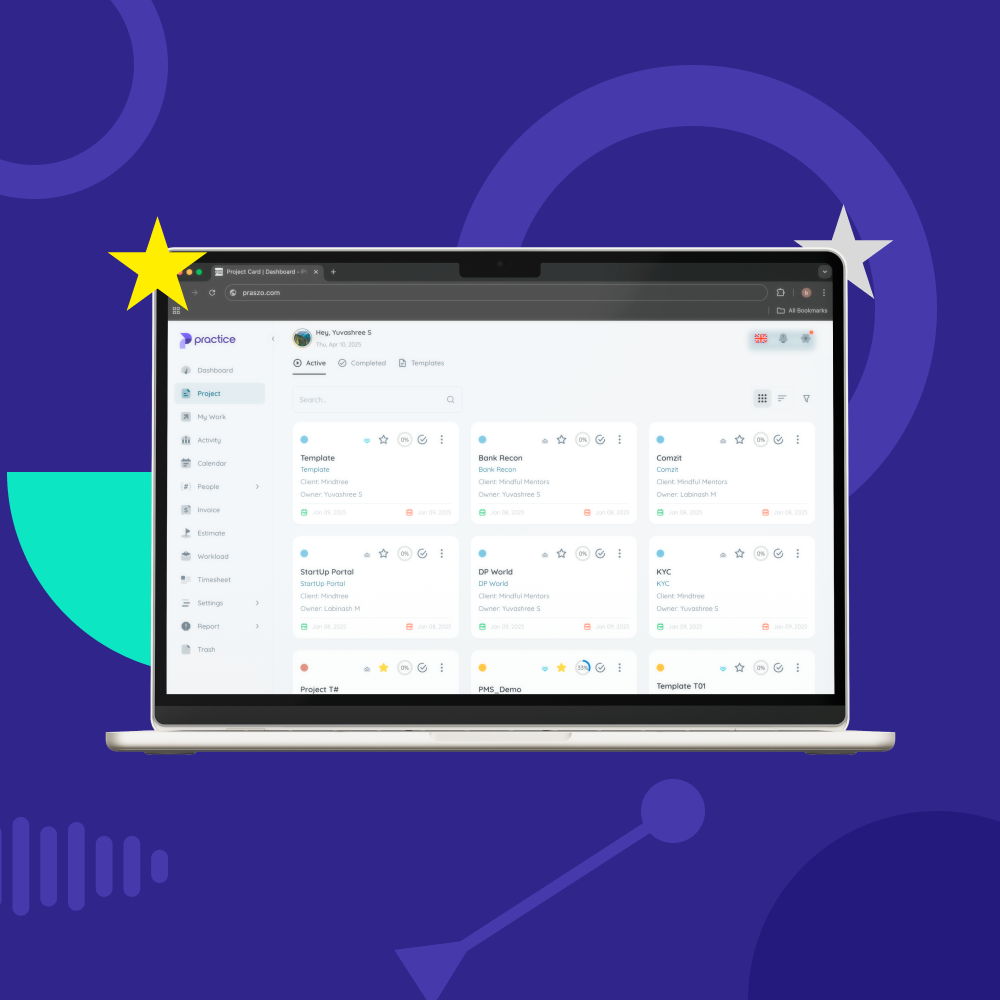 Project Card | Dashboard -
praszo.com
All Bookmarks
practice
Hey, Yuvashree S
Thu, Apr 10, 2025
Active
Completed
Templates
Search..
Dashboard
Project
My Work
Activity
Calendar
People
Invoice
Estimate
Workload
Timesheet
Settings
Report
Trash
0%
Template
Template
Client: Mindtree
Owner: Yuvashree S
Jan 09, 2025
Jan 09, 2025
0%
Bank Recon
Bank Recon
Client: Mindful Mentors
Owner: Yuvashree S
Jan 08, 2025
Jan 08, 2025
0%
Comzit
Comzit
Client: Mindful Mentors
Owner: Labinash M
Jan 08, 2025
Jan 09, 2025
0%
StartUp Portal
StartUp Portal
Client: Mindtree
Owner: Labinash M
Jan 08, 2025
Jan 08, 2025
0%
DP World
DP World
Client: Mindful Mentors
Owner: Yuvashree S
Jan 08, 2025
Jan 09, 2025
0%
KYC
KYC
Client: Mindtree
Owner: Yuvashree S
Jan 09, 2025
Jan 09, 2025
0%
Project T#
33%
PMS_Demo
0%
Template T01